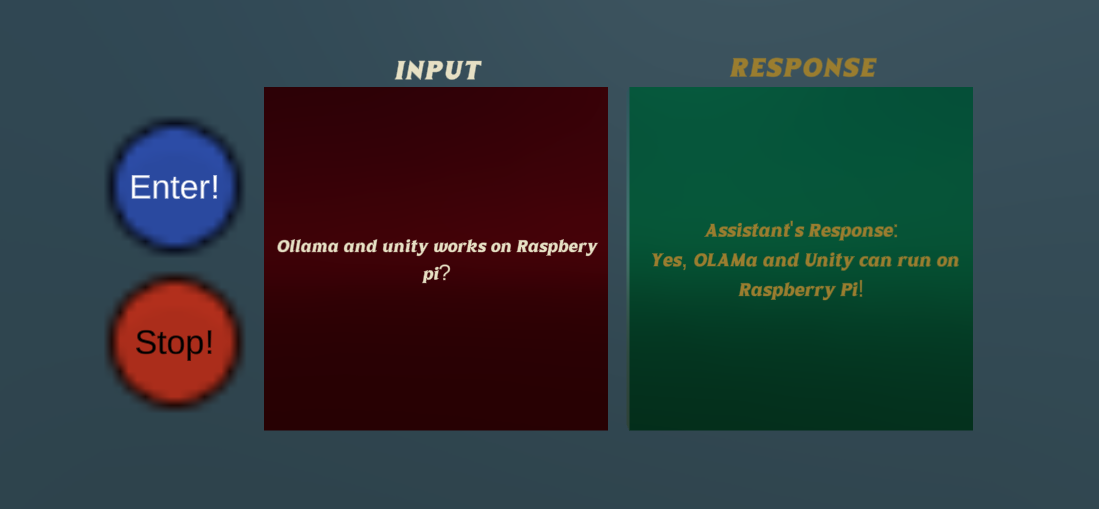 INPUT
RESPONSE
Enter!
Stop!
Ollama and unity works on Raspbery
pi?
Assistant's Response:
Yes, OLAMa and Unity can run on
Raspberry Pi!